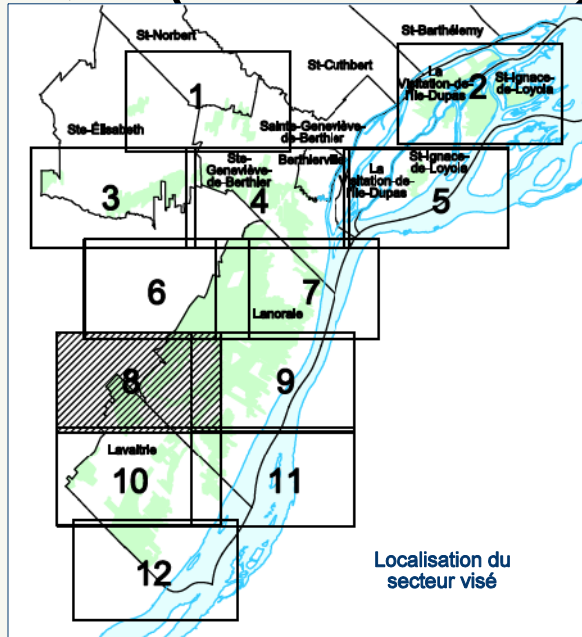 St-Norbert
St-Barthélemy
St-Cuthbert
La
Visitation-de-
l'Île-Dupas
2
St-Ignace-
de-Loyola
1
Ste-Élisabeth
Sainte-Geneviève-
de-Berthier
Ste-
Geneviève-
de-Berthier
Berthierville
La
Visitation-de-
l'Île-Dupas
St-Ignace-
de-Loyola
3
4
5
6
7
Lanoraie
8
9
Lavaltrie
10
11
12
Localisation du
secteur visé